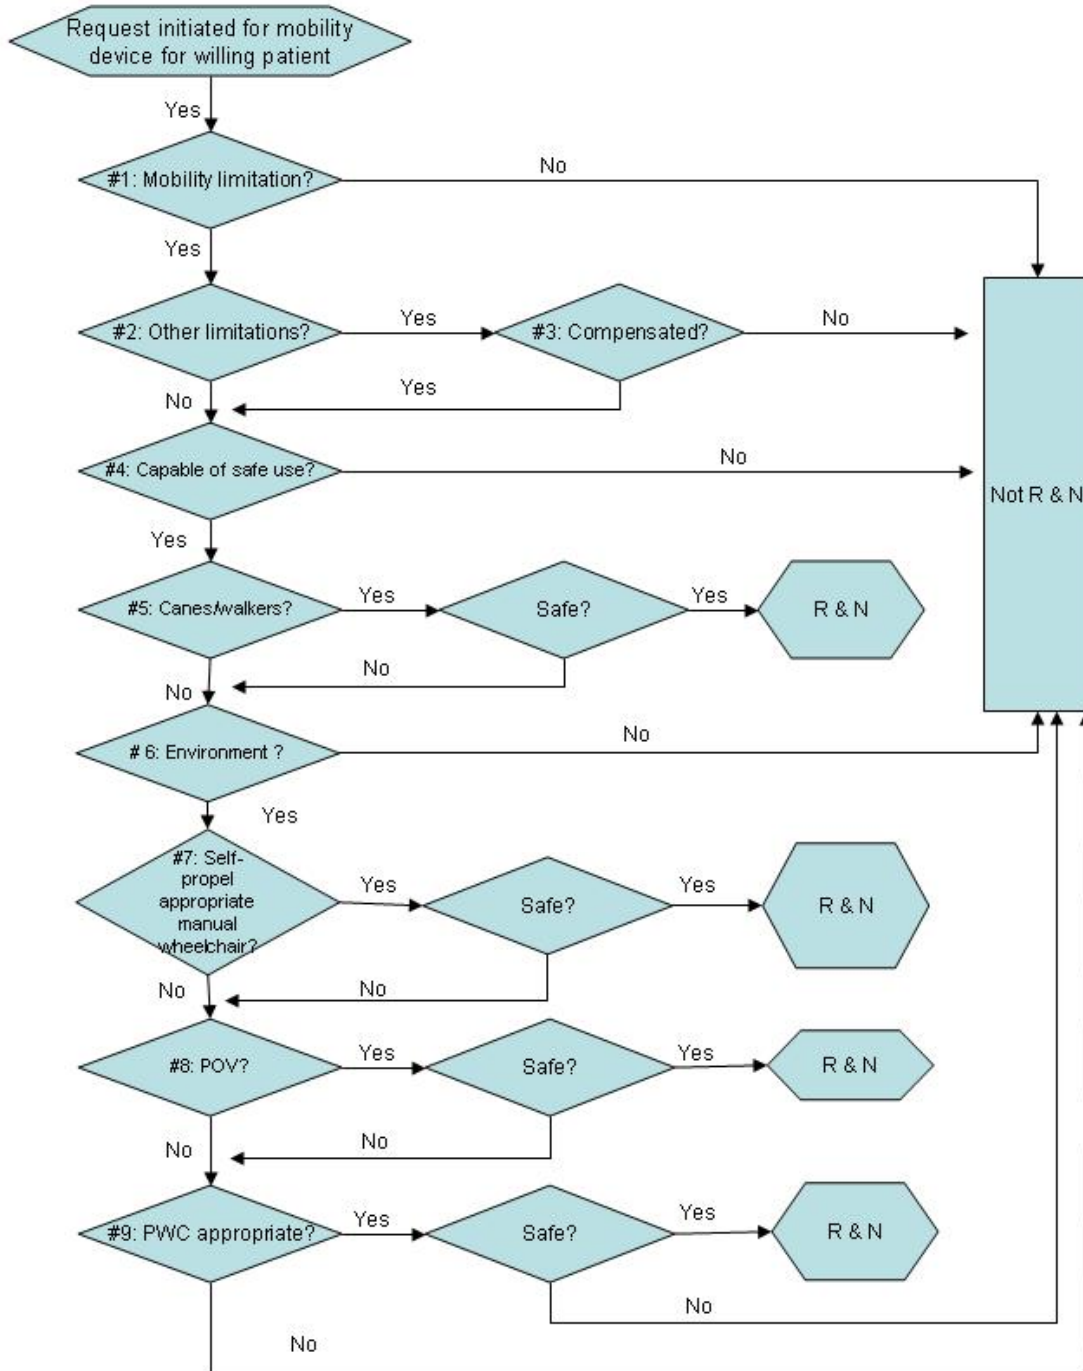 Request initiated for mobility
device for willing patient
Yes
#1: Mobility limitation?
No
Yes
#2: Other limitations?
Yes
#3: Compensated?
No
Yes
No
#4: Capable of safe use?
No
Not R & N
Yes
#5: Canes/walkers?
Yes
Safe?
Yes
R & N
No
No
# 6: Environment ?
No
Yes
#7: Self-
propel
appropriate
manual
wheelchair?
Yes
Safe?
Yes
R & N
No
No
#8: POV?
Yes
Safe?
Yes
R & N
No
No
#9: PWC appropriate?
Yes
Safe?
Yes
R & N
No
No